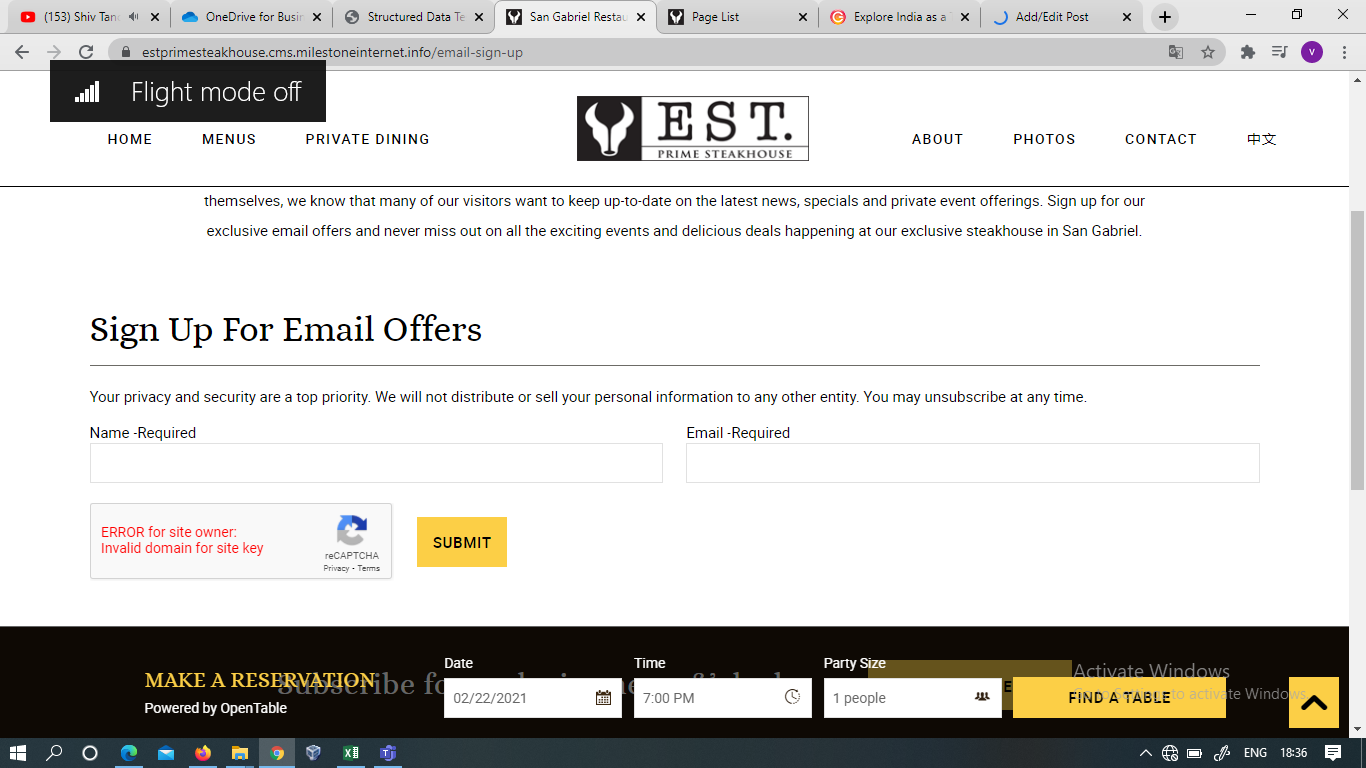 (153) Shiv Tan
OneDrive for Busin
Structured Data Te
San Gabriel Restau
Page List
Explore India as a
Add/Edit Post
estprimesteakhouse.cms.milestoneinternet.info/email-sign-up
V
Flight mode off
HOME
MENUS
PRIVATE DINING
EST.
PRIME STEAKHOUSE
ABOUT
PHOTOS
CONTACT
中文
themselves, we know that many of our visitors want to keep up-to-date on the latest news, specials and private event offerings. Sign up for our
exclusive email offers and never miss out on all the exciting events and delicious deals happening at our exclusive steakhouse in San Gabriel.
Sign Up For Email Offers
Your privacy and security are a top priority. We will not distribute or sell your personal information to any other entity. You may unsubscribe at any time.
Name -Required
Email -Required
ERROR for site owner:
Invalid domain for site key
reCAPTCHA
Privacy - Terms
SUBMIT
Date
Time
Party Size
MAKE A RESERVATION
Subscribe
Powered by OpenTable
02/22/2021
7:00 PM
1 people
FIND A TABLE
Activate Windows
Go to Settings to activate Windows.
ENG
18:36